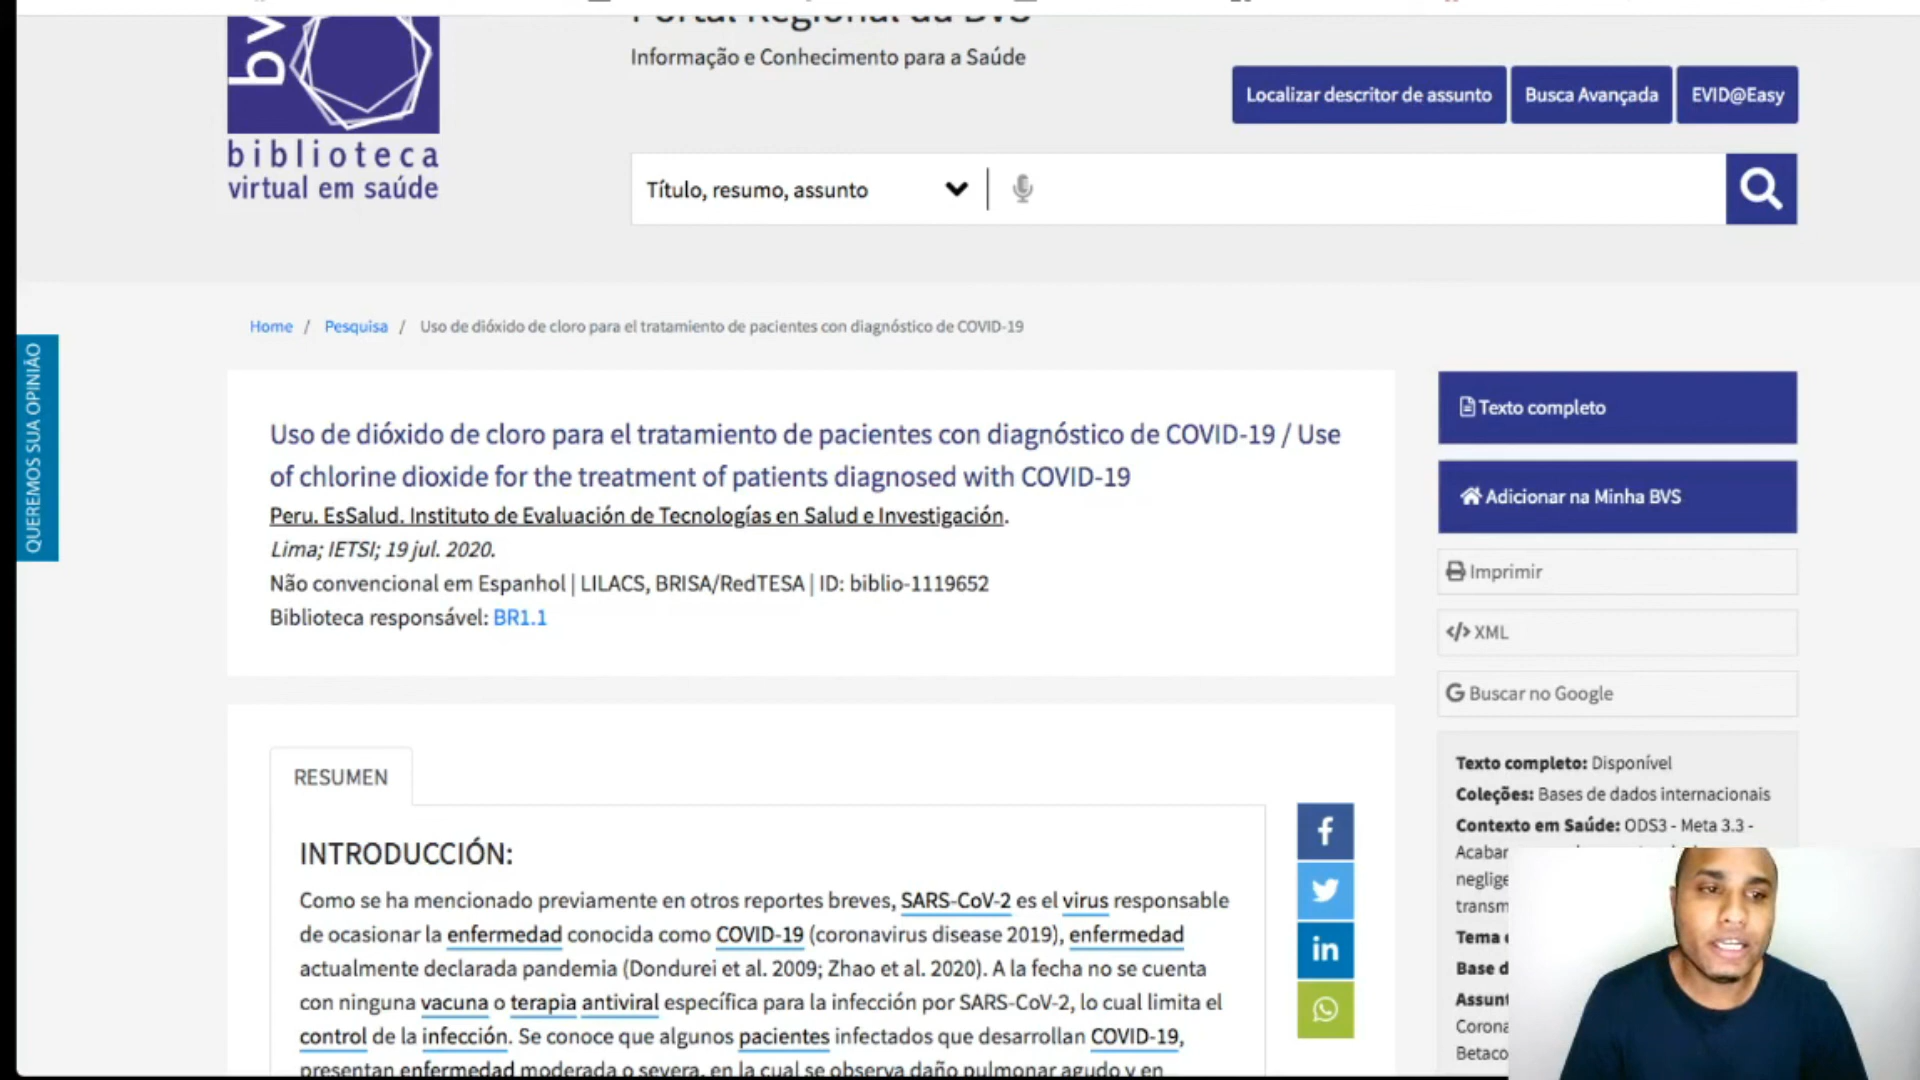 Portal Regional da BVS
Informação e Conhecimento para a Saúde
bv
biblioteca
virtual em saúde
Localizar descritor de assunto
Busca Avançada
EVID@Easy
Título, resumo, assunto
QUEREMOS SUA OPINIÃO
Home / Pesquisa / Uso de dióxido de cloro para el tratamiento de pacientes con diagnóstico de COVID-19
Uso de dióxido de cloro para el tratamiento de pacientes con diagnóstico de COVID-19 / Use
of chlorine dioxide for the treatment of patients diagnosed with COVID-19
Peru. EsSalud. Instituto de Evaluación de Tecnologías en Salud e Investigación.
Lima; IETSI; 19 jul. 2020.
Não convencional em Espanhol | LILACS, BRISA/RedTESA | ID: biblio-1119652
Biblioteca responsável: BR1.1
RESUMEN
INTRODUCCIÓN:
Como se ha mencionado previamente en otros reportes breves, SARS-CoV-2 es el virus responsable
de ocasionar la enfermedad conocida como COVID-19 (coronavirus disease 2019), enfermedad
actualmente declarada pandemia (Dondurei et al. 2009; Zhao et al. 2020). A la fecha no se cuenta
con ninguna vacuna o terapia antiviral específica para la infección por SARS-CoV-2, lo cual limita el
control de la infección. Se conoce que algunos pacientes infectados que desarrollan COVID-19,
presentan enfermedad moderada o severa, en la cual se observa daño pulmonar agudo y en
Texto completo
Adicionar na Minha BVS
Imprimir
</> XML
G Buscar no Google
Texto completo: Disponível
Coleções: Bases de dados internacionais
Contexto em Saúde: ODS3 - Meta 3.3 -
Acabar
neglige
transm
Tema
Base d
Assunt
Corona
Betaco